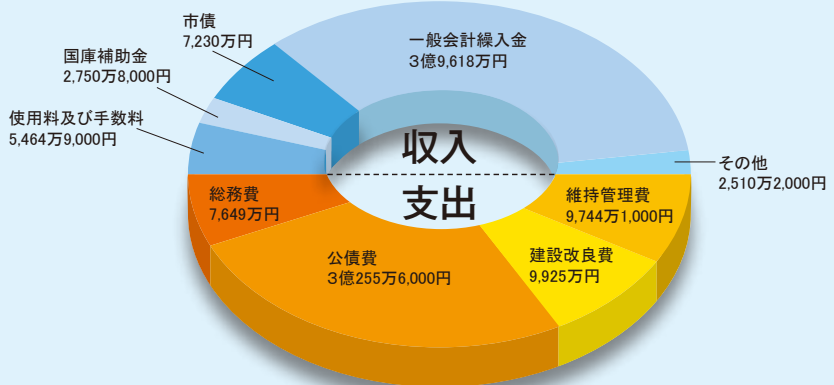 市債
7,230万円
国庫補助金
2,750万8,000円
使用料及び手数料
5,464万9,000円
一般会計繰入金
3億9,618万円
その他
2,510万2,000円
収入
支出
総務費
7,649万円
公債費
3億255万6,000円
建設改良費
9,925万円
維持管理費
9,744万1,000円